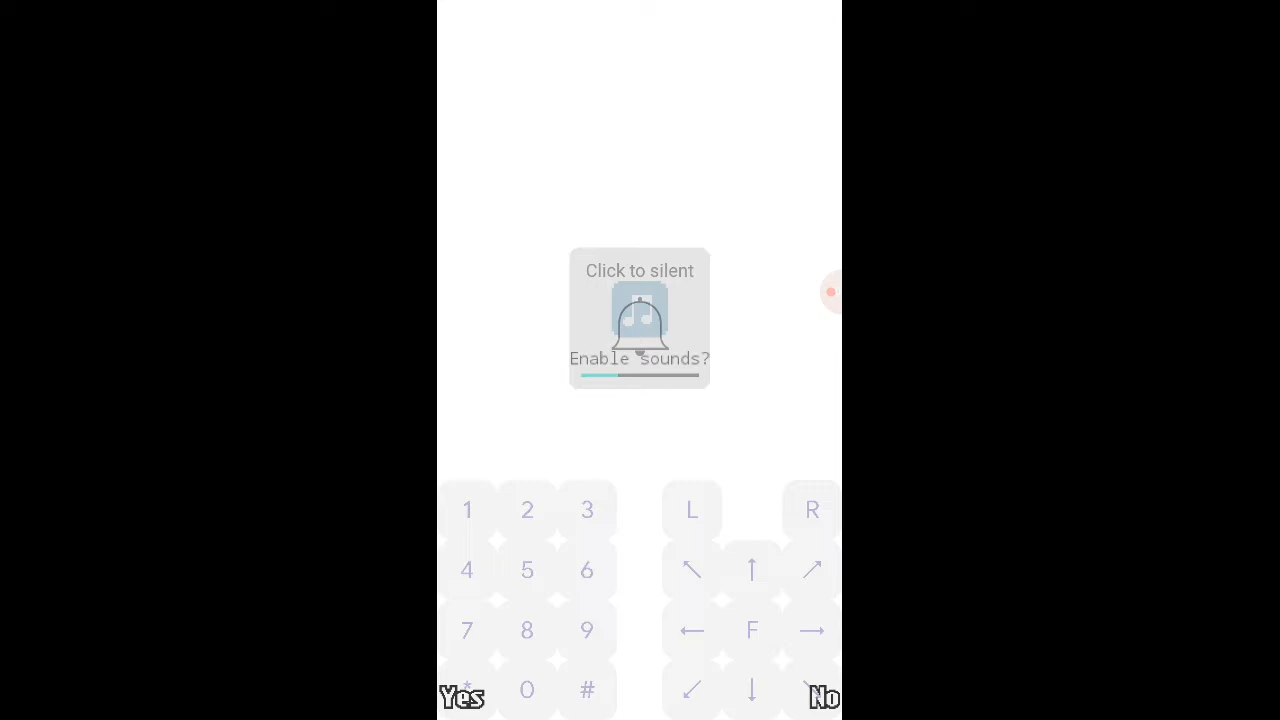 Click to silent
Enable sounds?
1 2 3 L R
4 5 6 ↖ ↑ ↗
7 8 9 ← F →
* 0 # ↙ ↓ ↘
Yes No